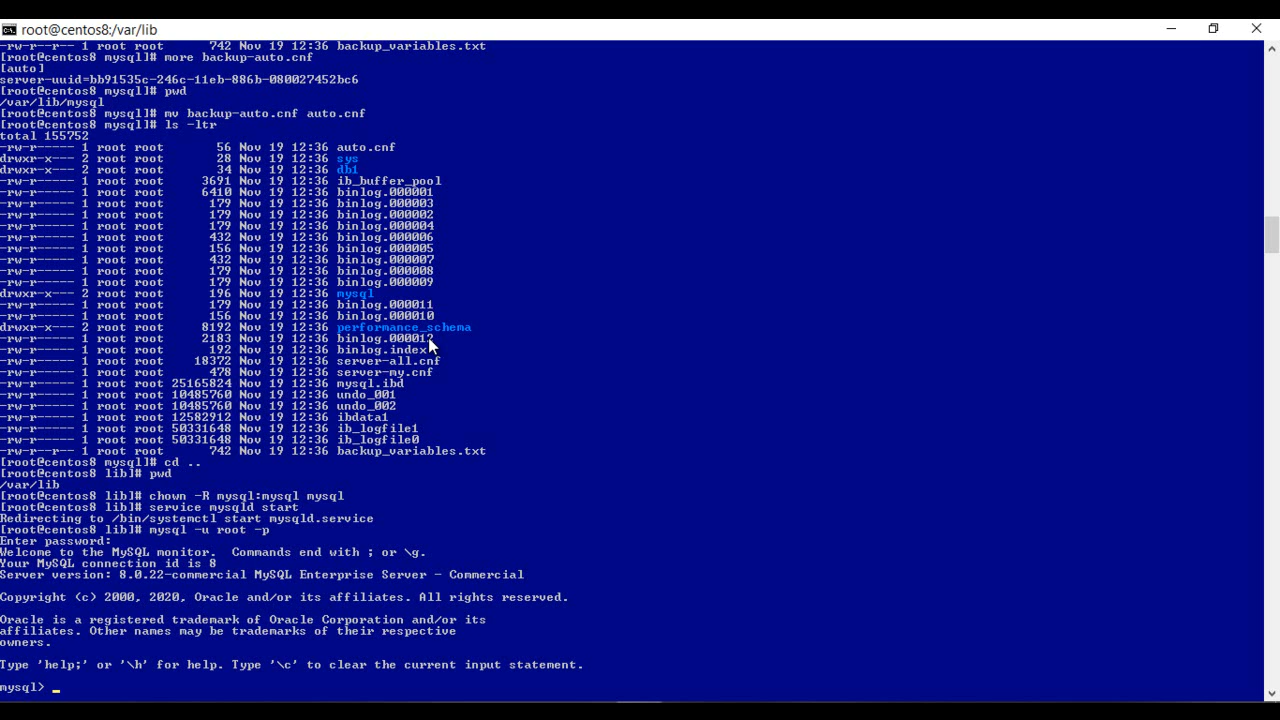 root@centos8:/var/lib
-rw-r--r-- 1 root root 742 Nov 19 12:36 backup_variables.txt
[root@centos8 mysql]# more backup-auto.cnf
[auto]
server-uuid=bb91535c-246c-11eb-886b-080027452bc6
[root@centos8 mysql]# pwd
/var/lib/mysql
[root@centos8 mysql]# mv backup-auto.cnf auto.cnf
[root@centos8 mysql]# ls -ltr
total 155752
-rw-r----- 1 root root 56 Nov 19 12:36 auto.cnf
drwxr-x--- 2 root root 28 Nov 19 12:36 sys
drwxr-x--- 2 root root 34 Nov 19 12:36 db1
-rw-r----- 1 root root 3691 Nov 19 12:36 ib_buffer_pool
-rw-r----- 1 root root 6410 Nov 19 12:36 binlog.000001
-rw-r----- 1 root root 179 Nov 19 12:36 binlog.000003
-rw-r----- 1 root root 179 Nov 19 12:36 binlog.000002
-rw-r----- 1 root root 179 Nov 19 12:36 binlog.000004
-rw-r----- 1 root root 432 Nov 19 12:36 binlog.000006
-rw-r----- 1 root root 156 Nov 19 12:36 binlog.000005
-rw-r----- 1 root root 432 Nov 19 12:36 binlog.000007
-rw-r----- 1 root root 179 Nov 19 12:36 binlog.000008
-rw-r----- 1 root root 179 Nov 19 12:36 binlog.000009
drwxr-x--- 2 root root 196 Nov 19 12:36 mysql
-rw-r----- 1 root root 179 Nov 19 12:36 binlog.000011
-rw-r----- 1 root root 156 Nov 19 12:36 binlog.000010
drwxr-x--- 2 root root 8192 Nov 19 12:36 performance_schema
-rw-r----- 1 root root 2183 Nov 19 12:36 binlog.000012
-rw-r----- 1 root root 192 Nov 19 12:36 binlog.index
-rw-r----- 1 root root 18372 Nov 19 12:36 server-all.cnf
-rw-r----- 1 root root 478 Nov 19 12:36 server-my.cnf
-rw-r----- 1 root root 25165824 Nov 19 12:36 mysql.ibd
-rw-r----- 1 root root 10485760 Nov 19 12:36 undo_001
-rw-r----- 1 root root 10485760 Nov 19 12:36 undo_002
-rw-r----- 1 root root 12582912 Nov 19 12:36 ibdata1
-rw-r----- 1 root root 50331648 Nov 19 12:36 ib_logfile1
-rw-r----- 1 root root 50331648 Nov 19 12:36 ib_logfile0
-rw-r--r-- 1 root root 742 Nov 19 12:36 backup_variables.txt
[root@centos8 mysql]# cd ..
[root@centos8 lib]# pwd
/var/lib
[root@centos8 lib]# chown -R mysql:mysql mysql
[root@centos8 lib]# service mysqld start
Redirecting to /bin/systemctl start mysqld.service
[root@centos8 lib]# mysql -u root -p
Enter password:
Welcome to the MySQL monitor.  Commands end with ; or \g.
Your MySQL connection id is 8
Server version: 8.0.22-commercial MySQL Enterprise Server - Commercial
Copyright (c) 2000, 2020, Oracle and/or its affiliates. All rights reserved.
Oracle is a registered trademark of Oracle Corporation and/or its
affiliates. Other names may be trademarks of their respective
owners.
Type 'help;' or '\h' for help. Type '\c' to clear the current input statement.
mysql> _